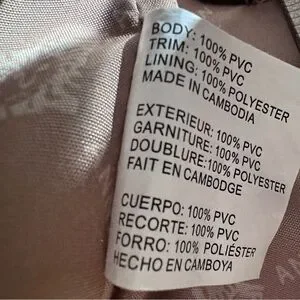 BODY: 100% PVC
TRIM: 100% PVC
LINING: 100% POLYESTER
MADE IN CAMBODIA
EXTERIEUR: 100% PVC
GARNITURE: 100% PVC
DOUBLURE: 100% POLYESTER
FAIT EN CAMBODGE
CUERPO: 100% PVC
RECORTE: 100% PVC
FORRO: 100% POLIÉSTER
HECHO EN CAMBOYA